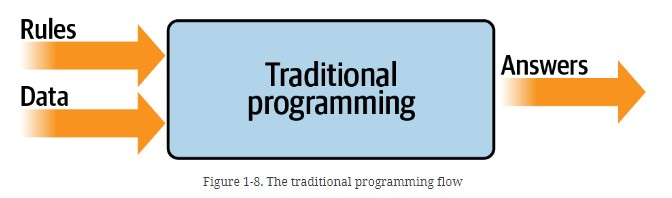 Rules
Data
Traditional
programming
Answers
Figure 1-8. The traditional programming flow